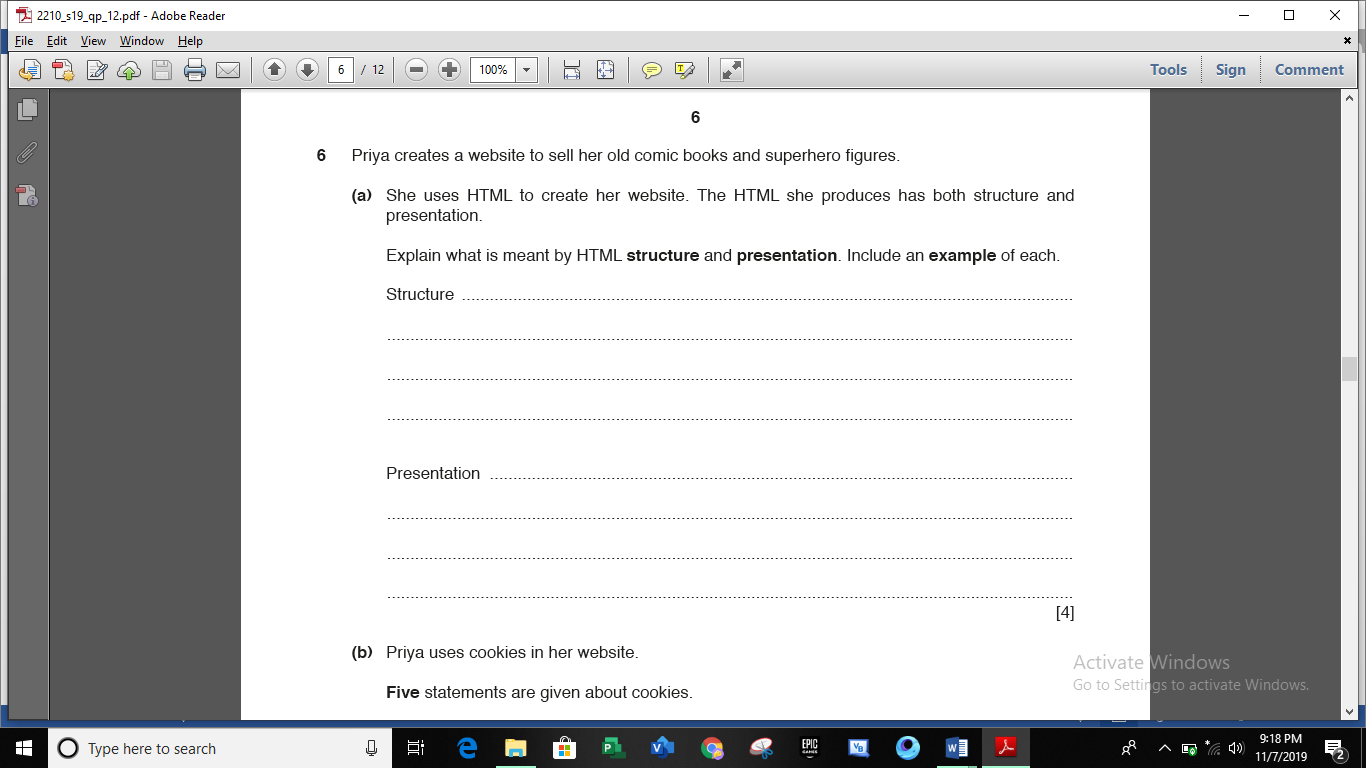 2210_s19_qp_12.pdf - Adobe Reader
File Edit View Window Help
6 / 12 100% Tools Sign Comment
6
6 Priya creates a website to sell her old comic books and superhero figures.
(a) She uses HTML to create her website. The HTML she produces has both structure and
presentation.
Explain what is meant by HTML structure and presentation. Include an example of each.
Structure
Presentation
[4]
(b) Priya uses cookies in her website.
Five statements are given about cookies.
Activate Windows
Go to Settings to activate Windows.
Type here to search
EPIC GAMES
9:18 PM
11/7/2019
2